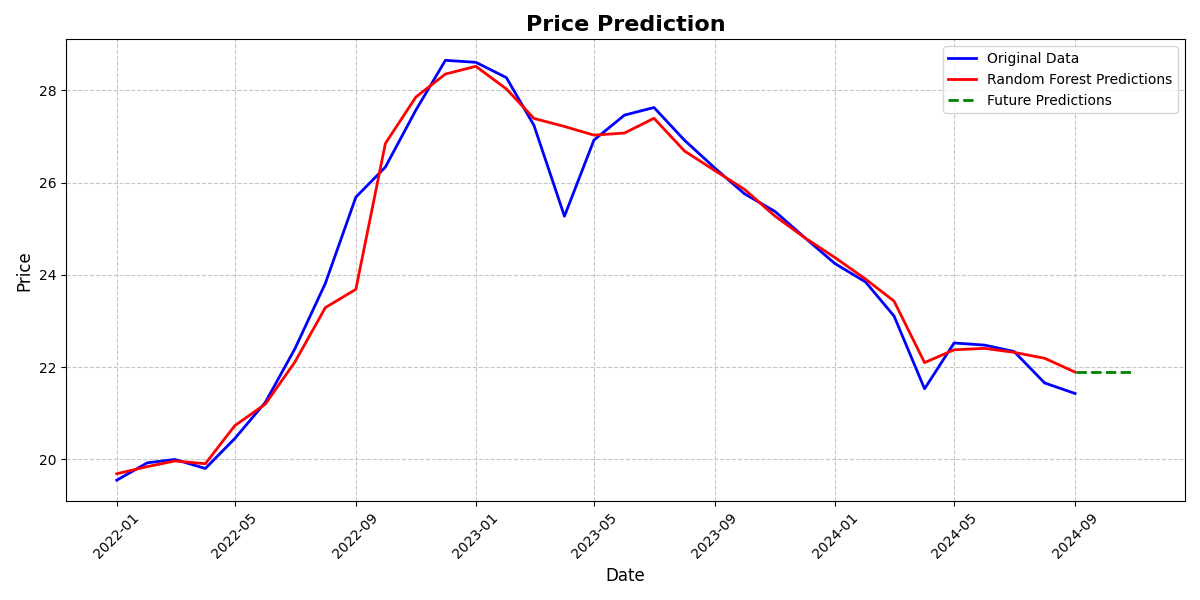 Price Prediction
Original Data
Random Forest Predictions
Future Predictions
Price
28
26
24
22
20
2022-01
2022-05
2022-09
2023-01
2023-05
2023-09
2024-01
2024-05
2024-09
Date